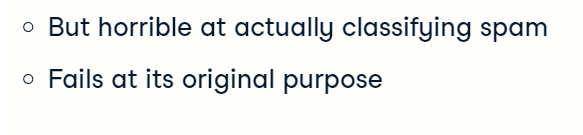 But horrible at actually classifying spam
Fails at its original purpose